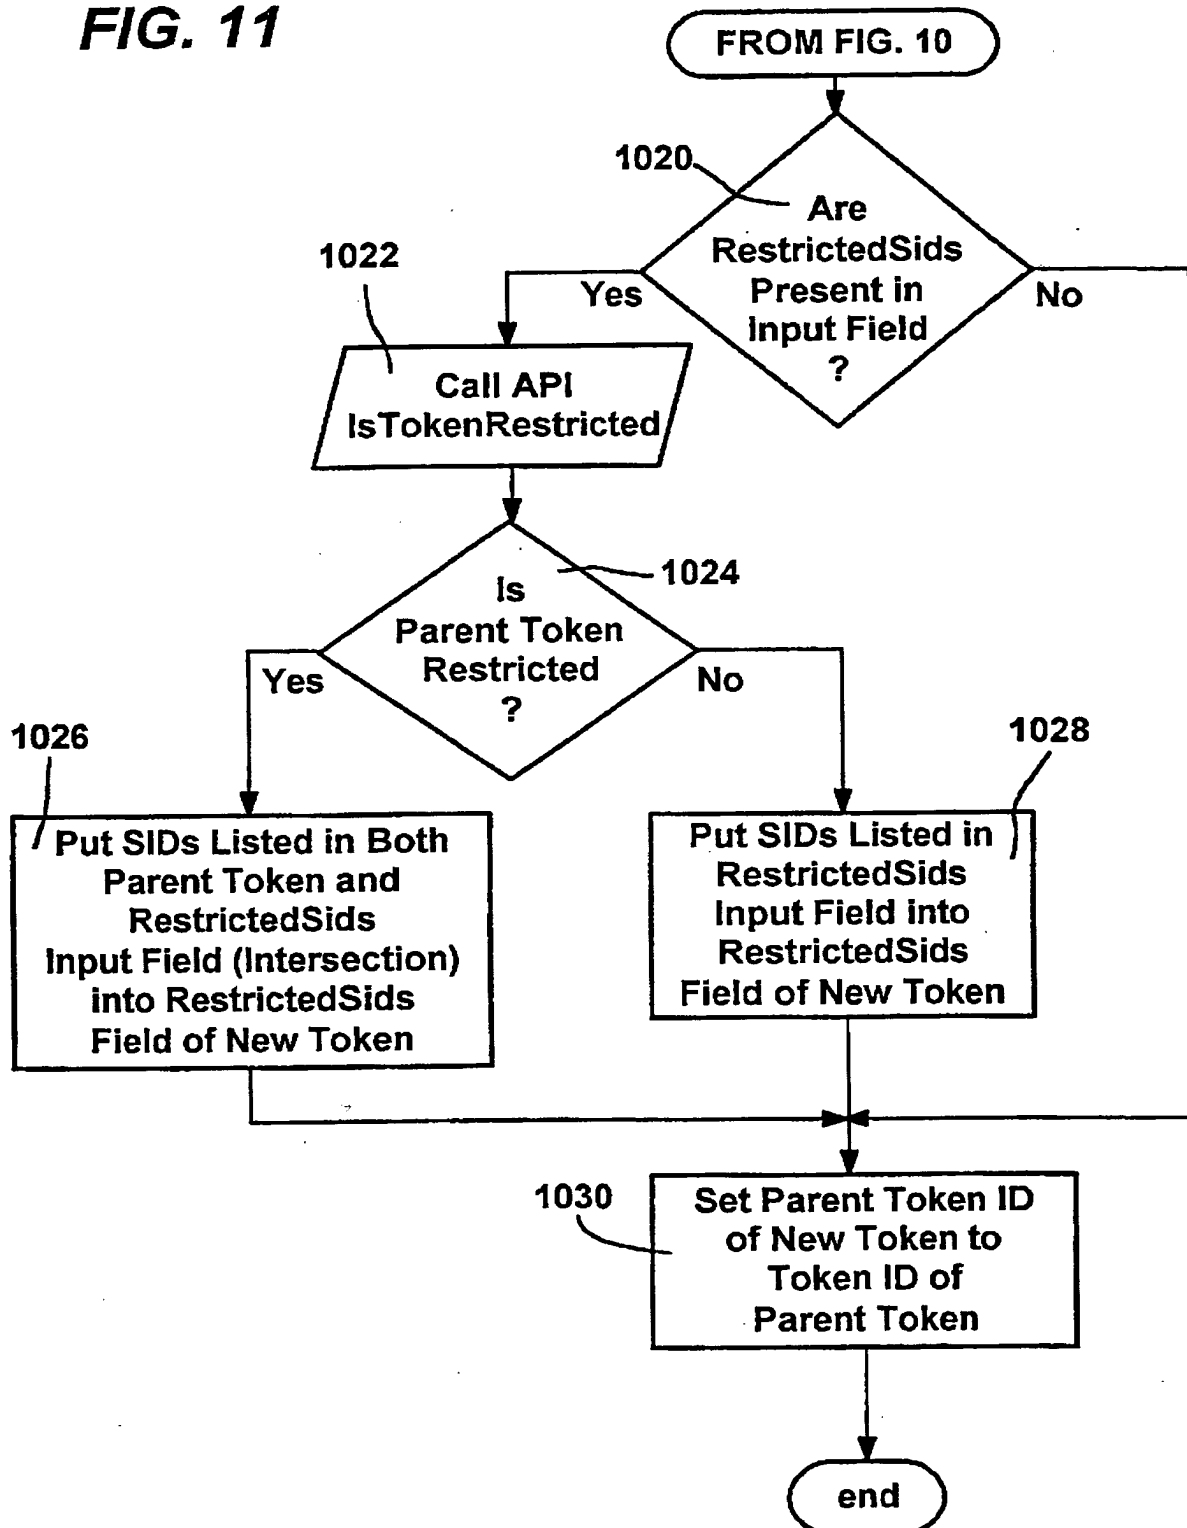 FIG. 11
FROM FIG. 10
1020
Are
RestrictedSids
Present in
Input Field
?
Yes
No
1022
Call API
IsTokenRestricted
1024
Is
Parent Token
Restricted
?
Yes
No
1026
Put SIDs Listed in Both
Parent Token and
RestrictedSids
Input Field (Intersection)
into RestrictedSids
Field of New Token
1028
Put SIDs Listed in
RestrictedSids
Input Field into
RestrictedSids
Field of New Token
1030
Set Parent Token ID
of New Token to
Token ID of
Parent Token
end